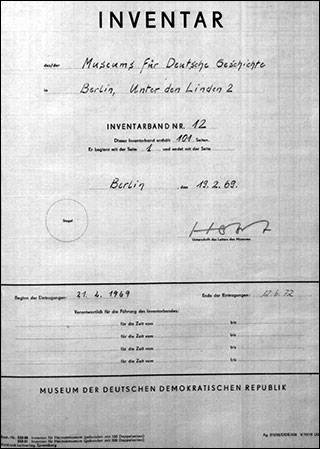 INVENTAR
des/der Museums für Deutsche Geschichte
in Berlin, Unter den Linden 2
INVENTARBAND NR. 12
Dieser Inventarband enthält 101 Seiten.
Er beginnt mit der Seite 1 und endet mit der Seite
Berlin, den 19.2.69.
Siegel
Unterschrift des Leiters des Museums
Beginn der Eintragungen: 21.4.1969 Ende der Eintragungen: 12.6.72
Verantwortlich für die Führung des Inventarbandes:
für die Zeit vom bis
für die Zeit vom bis
für die Zeit vom bis
für die Zeit vom bis
MUSEUM DER DEUTSCHEN DEMOKRATISCHEN REPUBLIK